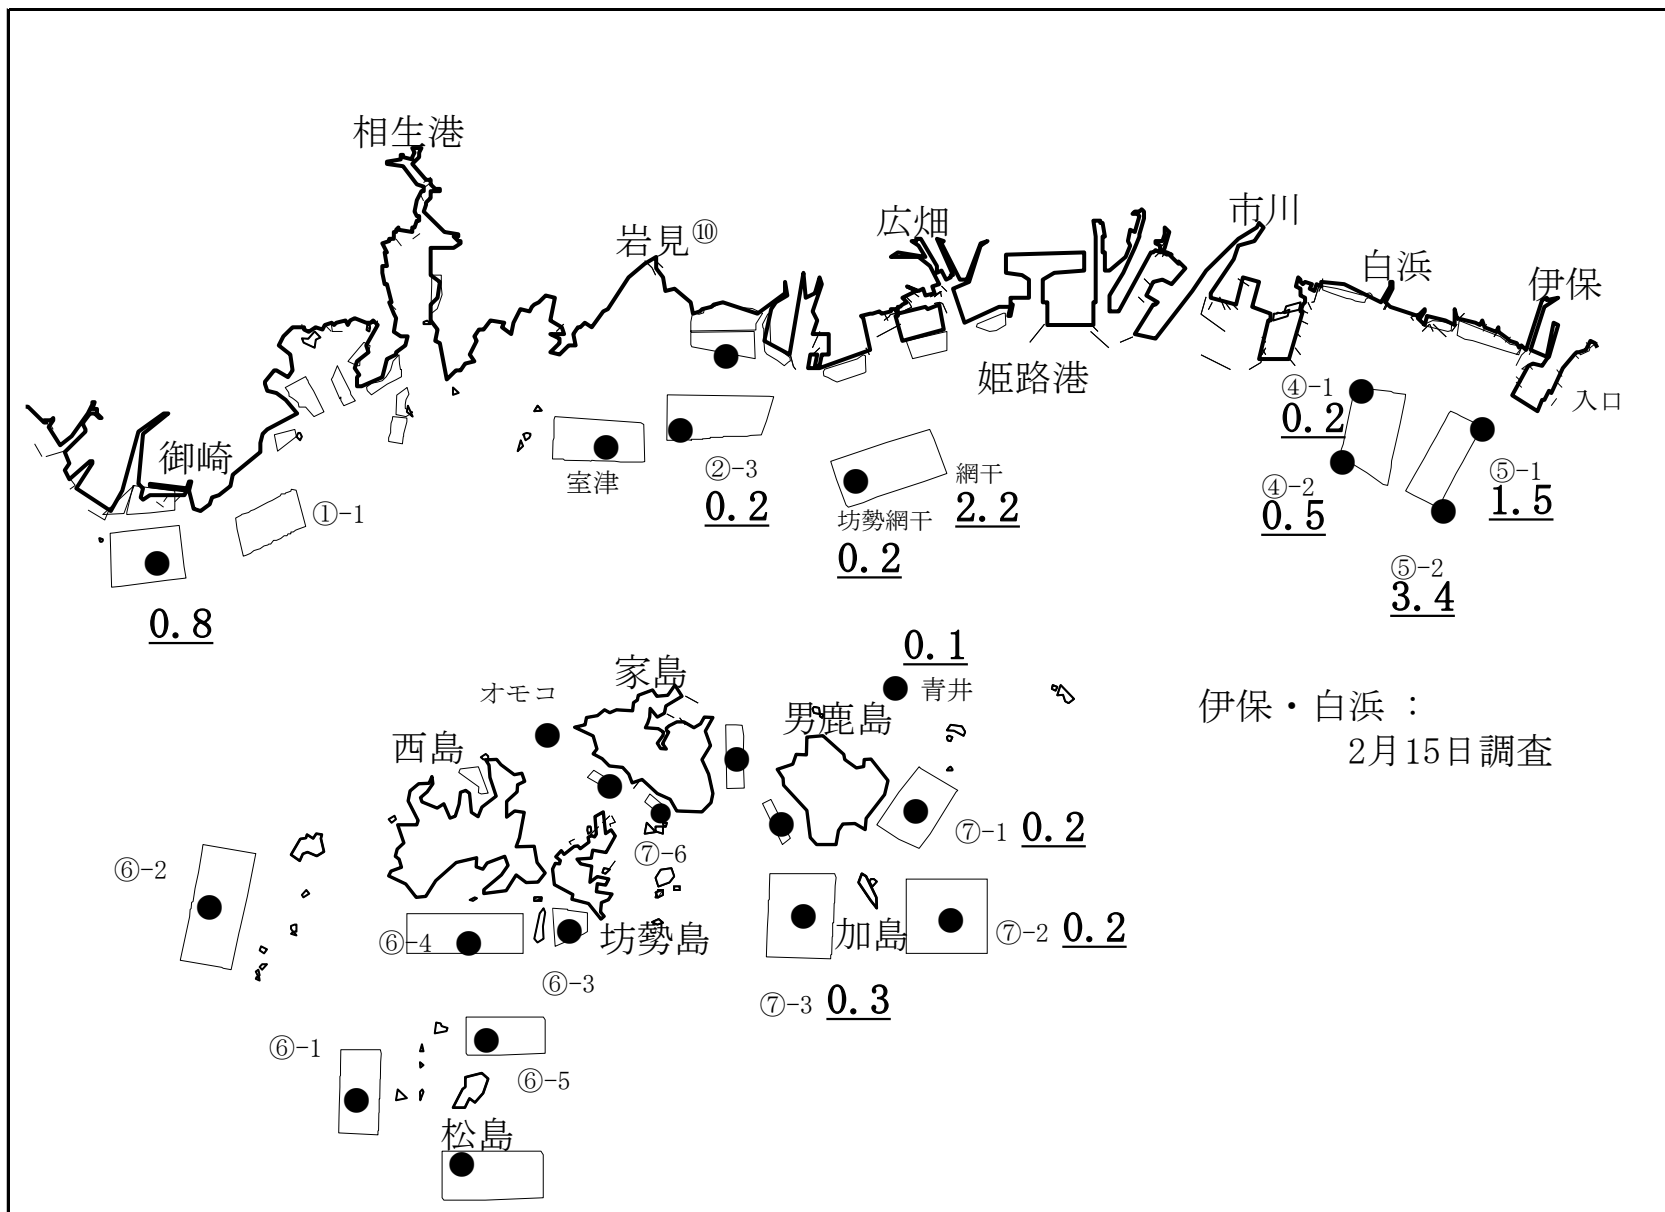 相生港
市川
広畑
岩見⑩
白浜
伊保
姫路港
④-1
0.2
入口
御崎
室津
②-3
0.2
網干
2.2
坊勢網干
0.2
④-2
0.5
⑤-1
1.5
①-1
⑤-2
3.4
0.8
0.1
青井
家島
オモコ
男鹿島
西島
伊保・白浜 :
2月15日調査
⑦-1 0.2
⑦-6
⑥-2
⑥-4
坊勢島
加島
⑦-2 0.2
⑥-3
⑦-3 0.3
⑥-1
⑥-5
松島